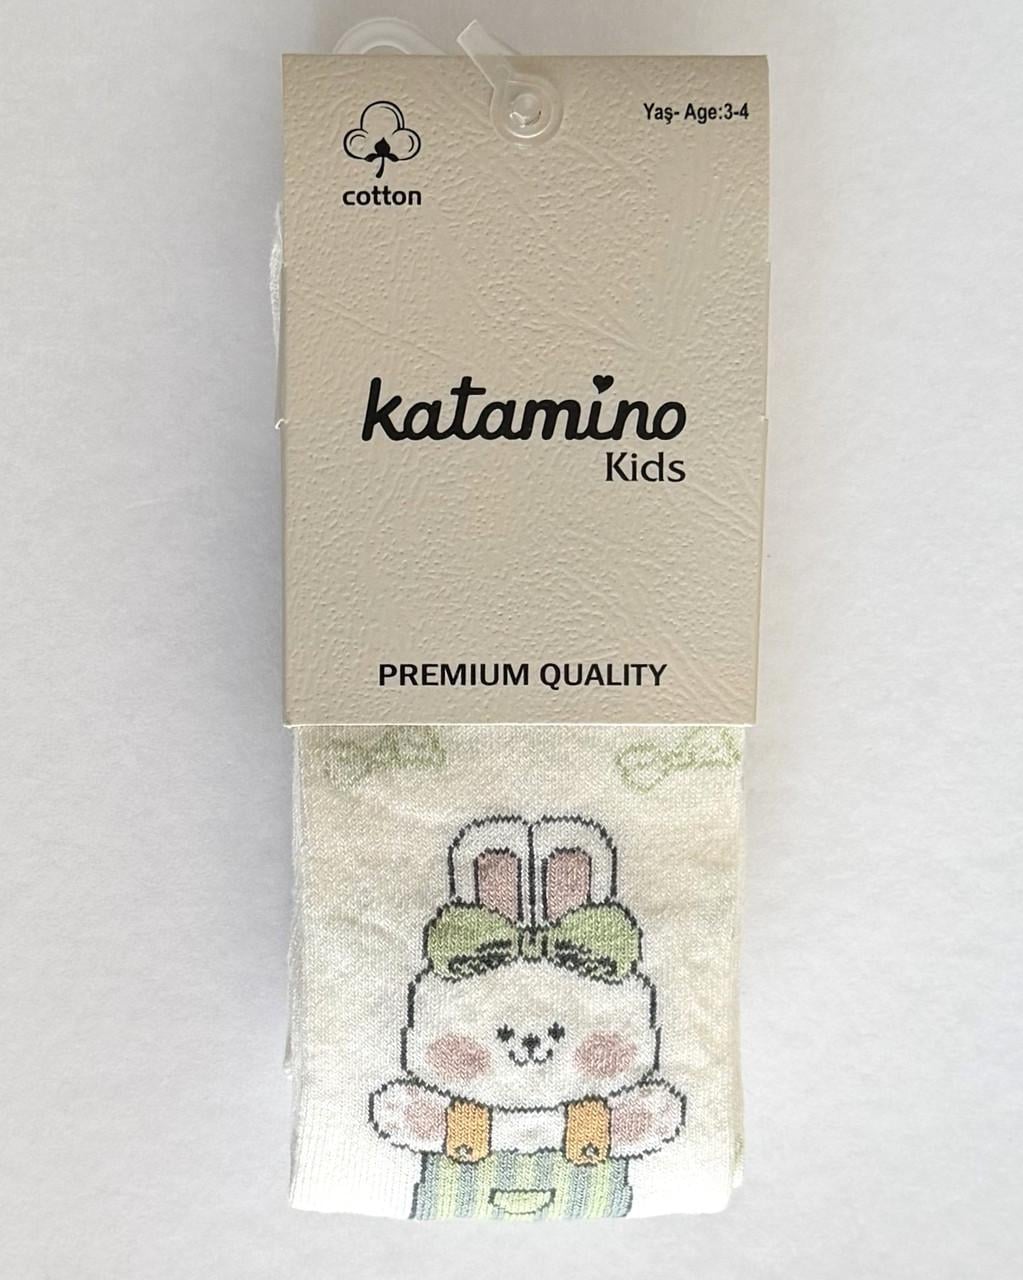 Yaş- Age:3-4
cotton
katamino
Kids
PREMIUM QUALITY